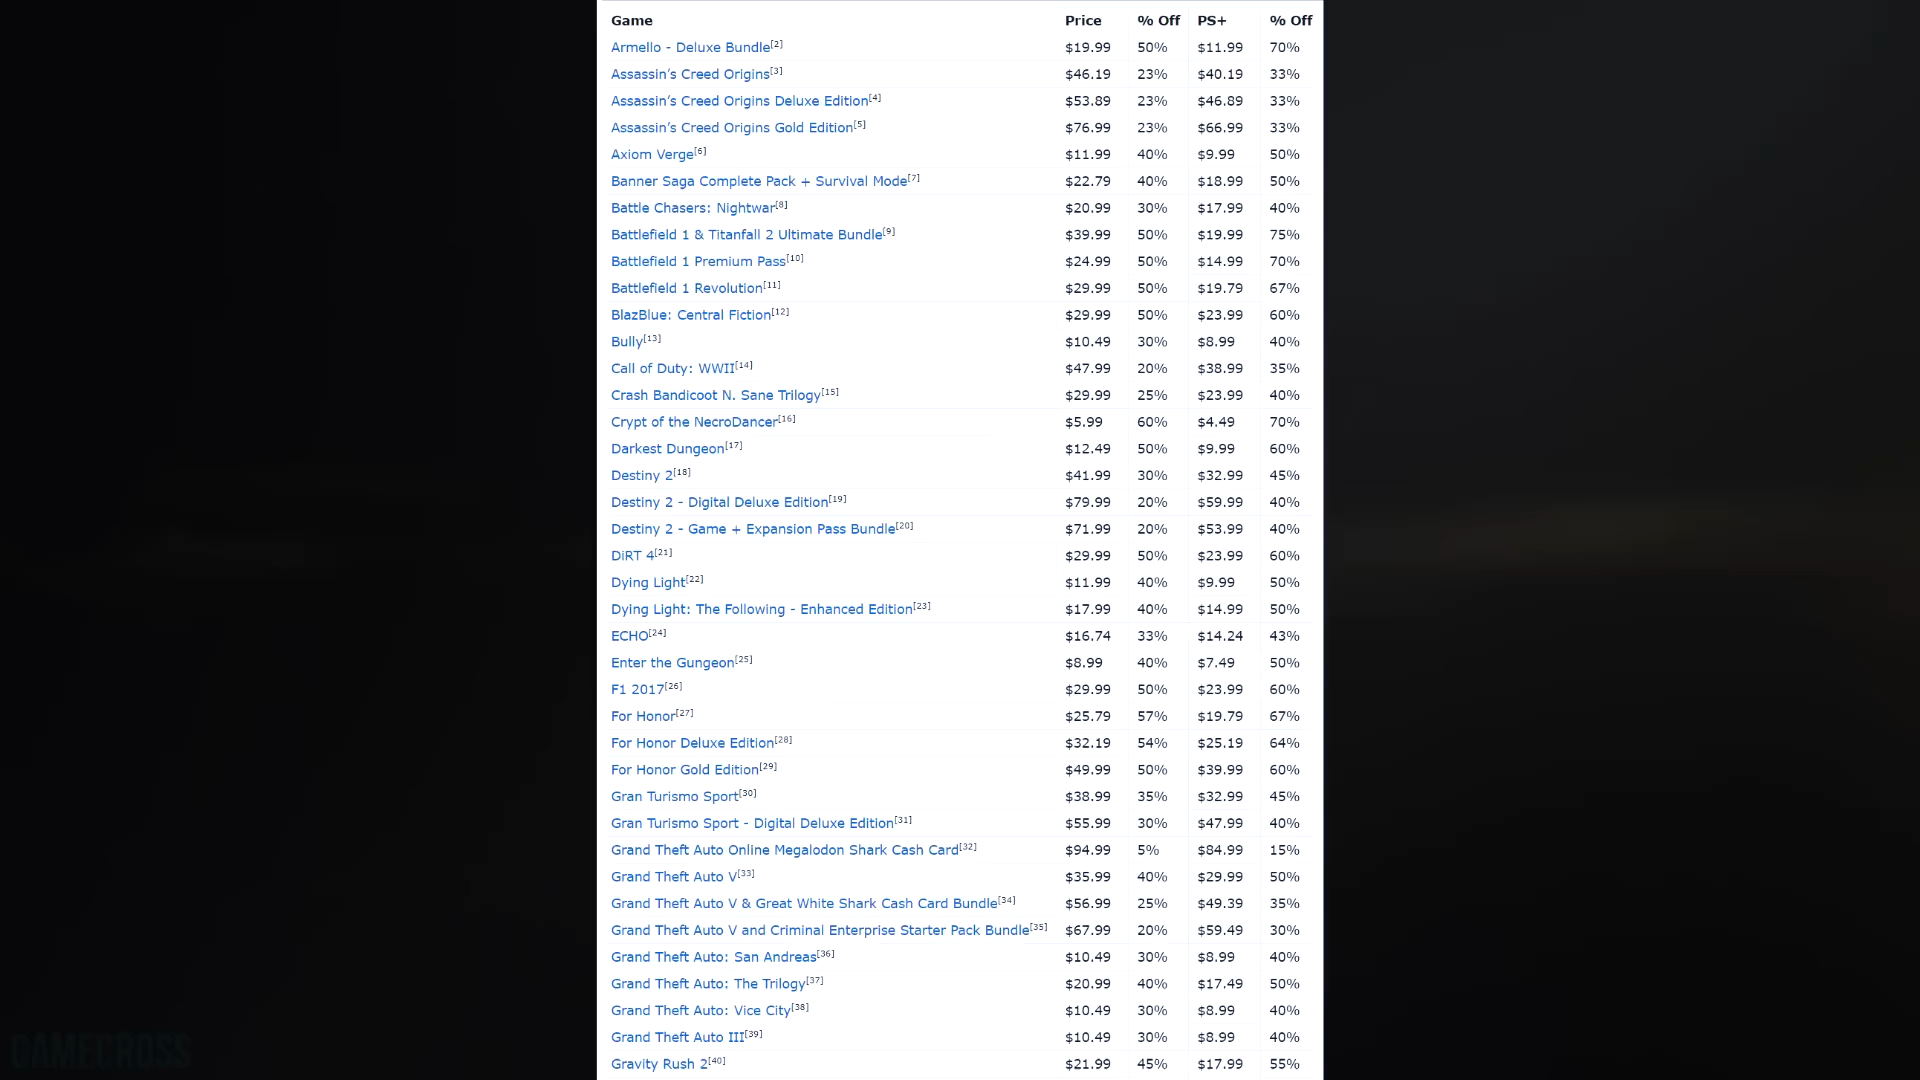 Game Price % Off PS+ % Off
Armello - Deluxe Bundle[2] $19.99 50% $11.99 70%
Assassin’s Creed Origins[3] $46.19 23% $40.19 33%
Assassin’s Creed Origins Deluxe Edition[4] $53.89 23% $46.89 33%
Assassin’s Creed Origins Gold Edition[5] $76.99 23% $66.99 33%
Axiom Verge[6] $11.99 40% $9.99 50%
Banner Saga Complete Pack + Survival Mode[7] $22.79 40% $18.99 50%
Battle Chasers: Nightwar[8] $20.99 30% $17.99 40%
Battlefield 1 & Titanfall 2 Ultimate Bundle[9] $39.99 50% $19.99 75%
Battlefield 1 Premium Pass[10] $24.99 50% $14.99 70%
Battlefield 1 Revolution[11] $29.99 50% $19.79 67%
BlazBlue: Central Fiction[12] $29.99 50% $23.99 60%
Bully[13] $10.49 30% $8.99 40%
Call of Duty: WWII[14] $47.99 20% $38.99 35%
Crash Bandicoot N. Sane Trilogy[15] $29.99 25% $23.99 40%
Crypt of the NecroDancer[16] $5.99 60% $4.49 70%
Darkest Dungeon[17] $12.49 50% $9.99 60%
Destiny 2[18] $41.99 30% $32.99 45%
Destiny 2 - Digital Deluxe Edition[19] $79.99 20% $59.99 40%
Destiny 2 - Game + Expansion Pass Bundle[20] $71.99 20% $53.99 40%
DiRT 4[21] $29.99 50% $23.99 60%
Dying Light[22] $11.99 40% $9.99 50%
Dying Light: The Following - Enhanced Edition[23] $17.99 40% $14.99 50%
ECHO[24] $16.74 33% $14.24 43%
Enter the Gungeon[25] $8.99 40% $7.49 50%
F1 2017[26] $29.99 50% $23.99 60%
For Honor[27] $25.79 57% $19.79 67%
For Honor Deluxe Edition[28] $32.19 54% $25.19 64%
For Honor Gold Edition[29] $49.99 50% $39.99 60%
Gran Turismo Sport[30] $38.99 35% $32.99 45%
Gran Turismo Sport - Digital Deluxe Edition[31] $55.99 30% $47.99 40%
Grand Theft Auto Online Megalodon Shark Cash Card[32] $94.99 5% $84.99 15%
Grand Theft Auto V[33] $35.99 40% $29.99 50%
Grand Theft Auto V & Great White Shark Cash Card Bundle[34] $56.99 25% $49.39 35%
Grand Theft Auto V and Criminal Enterprise Starter Pack Bundle[35] $67.99 20% $59.49 30%
Grand Theft Auto: San Andreas[36] $10.49 30% $8.99 40%
Grand Theft Auto: The Trilogy[37] $20.99 40% $17.49 50%
Grand Theft Auto: Vice City[38] $10.49 30% $8.99 40%
Grand Theft Auto III[39] $10.49 30% $8.99 40%
Gravity Rush 2[40] $21.99 45% $17.99 55%
GAMECROSS